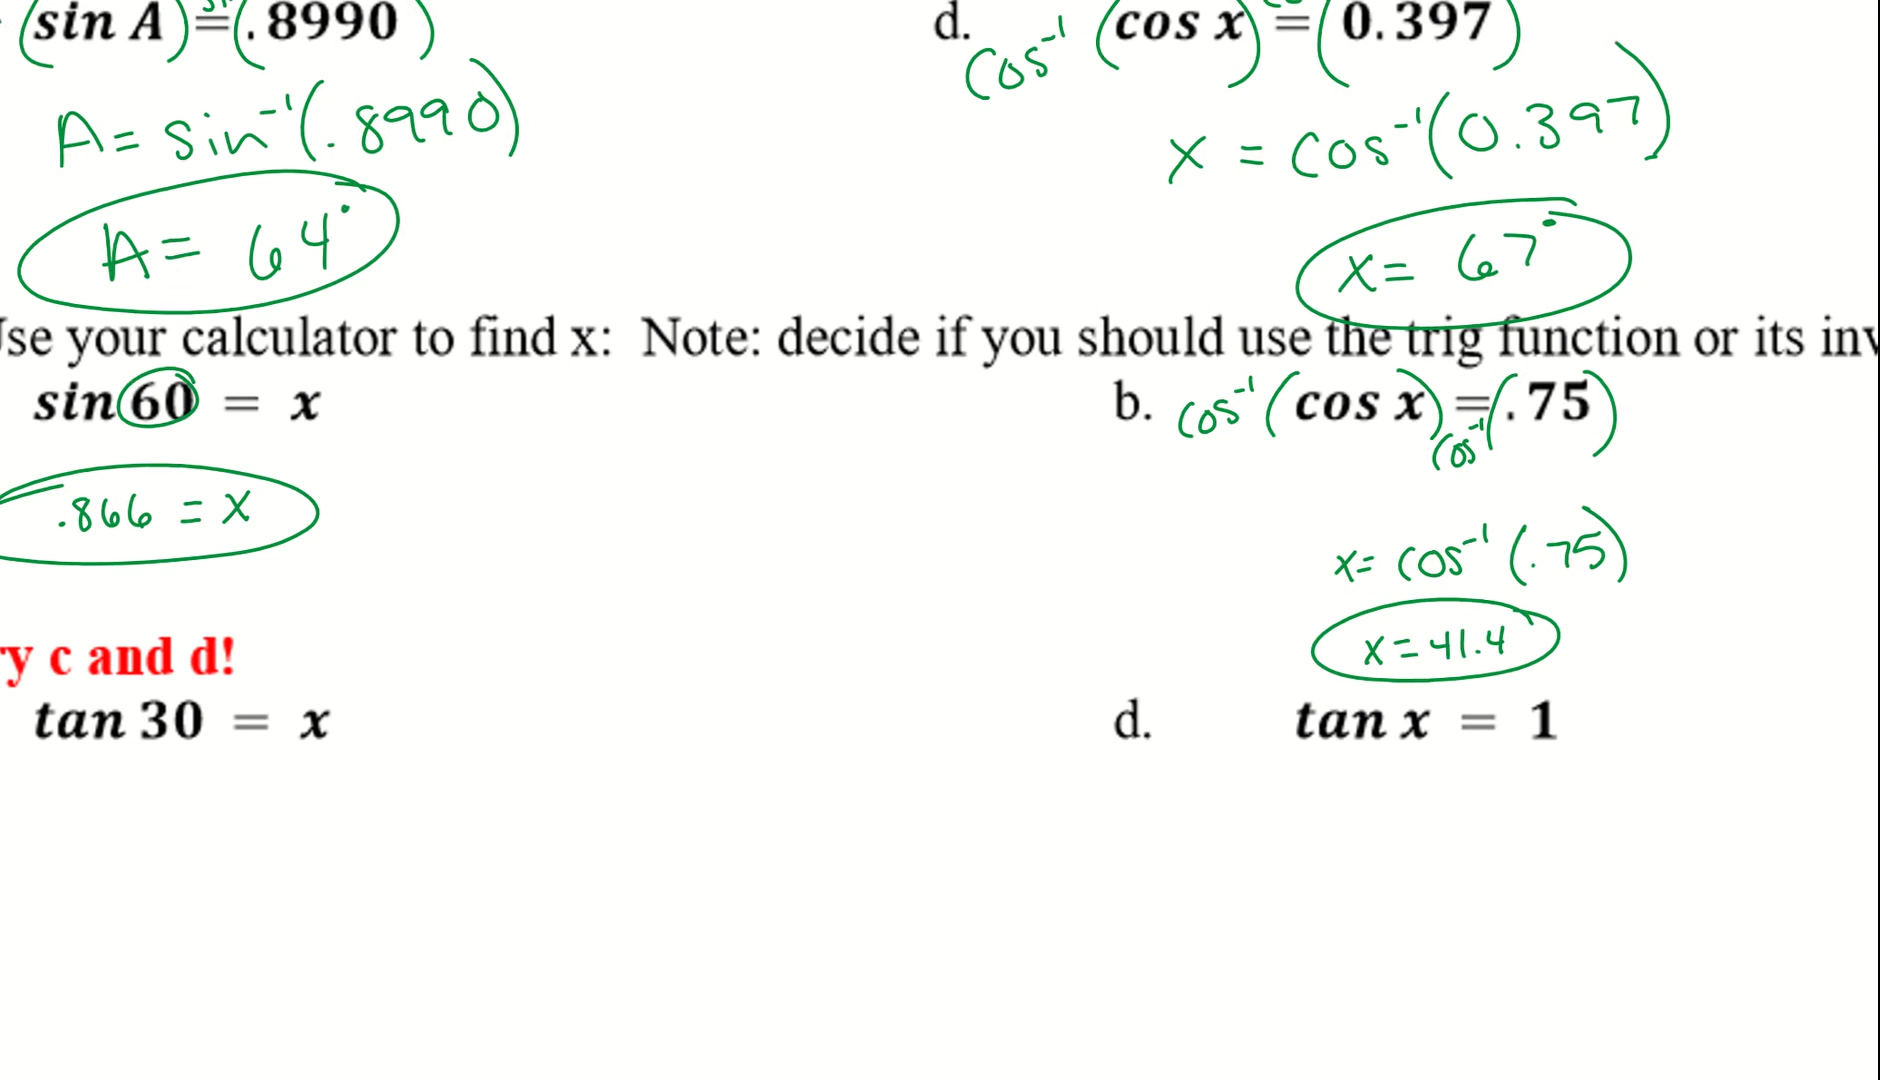 (sin A) = (.8990)
A = sin⁻¹(.8990)
A = 64°
d. cos⁻¹ (cos x) = (0.397)
x = cos⁻¹(0.397)
x = 67°
se your calculator to find x: Note: decide if you should use the trig function or its inv
sin 60 = x
.866 = x
b. cos⁻¹ (cos x) = cos⁻¹(.75)
x = cos⁻¹ (.75)
x = 41.4
y c and d!
tan 30 = x
d. tan x = 1